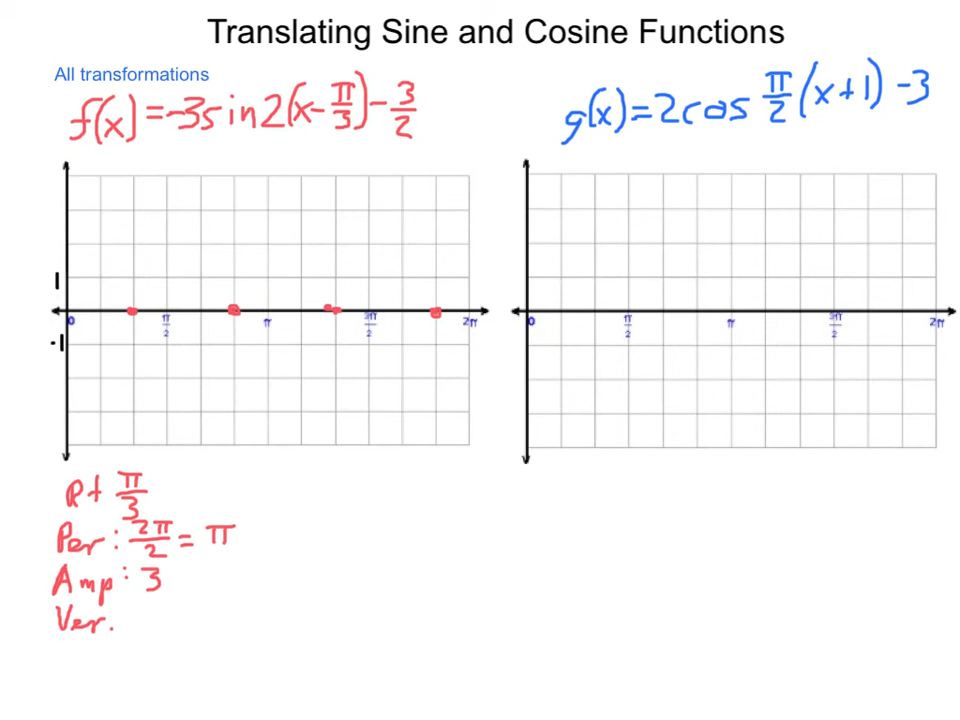 Translating Sine and Cosine Functions
All transformations
f(x)=-3sin2(x-π/3)-3/2
g(x)=2cos π/2(x+1)-3
1
-1
0 π/2 π 3π/2 2π
0 π/2 π 3π/2 2π
Rt π/3
Per: 2π/2 = π
Amp: 3
Ver.